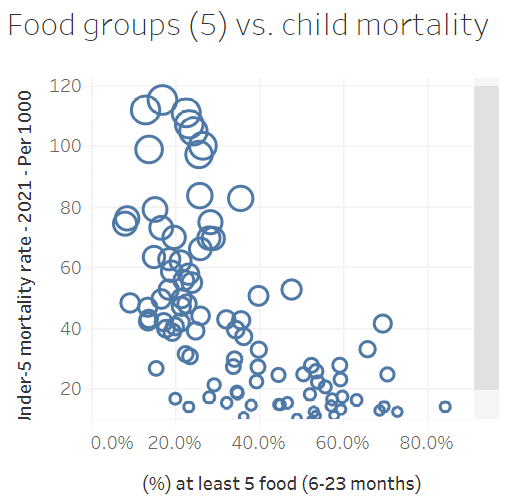 Food groups (5) vs. child mortality
120
100
80
60
40
20
Jnder-5 mortality rate - 2021 - Per 1000
0.0% 20.0% 40.0% 60.0% 80.0%
(%) at least 5 food (6-23 months)